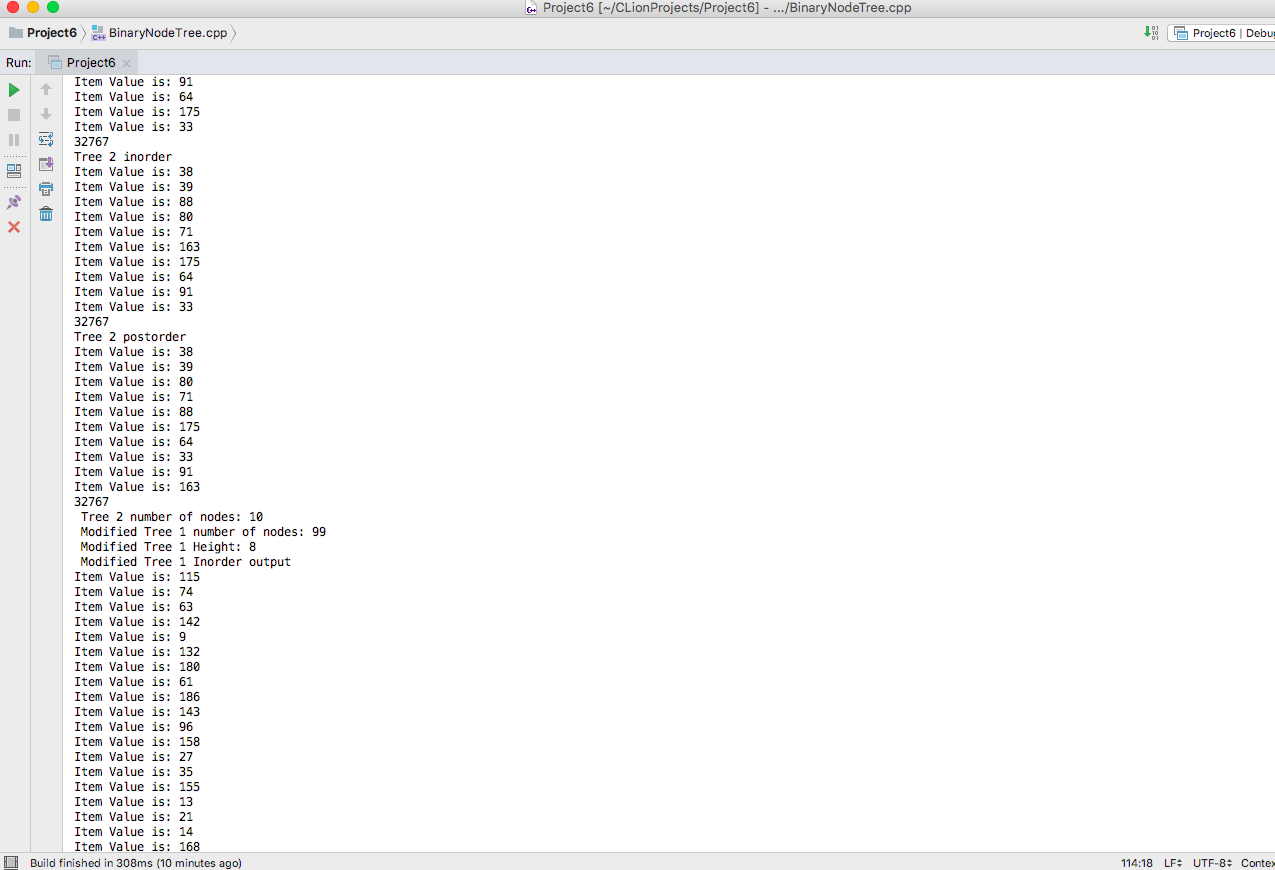 Project6 [~/CLionProjects/Project6] - .../BinaryNodeTree.cpp
Project6 BinaryNodeTree.cpp Project6 | Debug
Run: Project6
Item Value is: 91
Item Value is: 64
Item Value is: 175
Item Value is: 33
32767
Tree 2 inorder
Item Value is: 38
Item Value is: 39
Item Value is: 88
Item Value is: 80
Item Value is: 71
Item Value is: 163
Item Value is: 175
Item Value is: 64
Item Value is: 91
Item Value is: 33
32767
Tree 2 postorder
Item Value is: 38
Item Value is: 39
Item Value is: 80
Item Value is: 71
Item Value is: 88
Item Value is: 175
Item Value is: 64
Item Value is: 33
Item Value is: 91
Item Value is: 163
32767
Tree 2 number of nodes: 10
Modified Tree 1 number of nodes: 99
Modified Tree 1 Height: 8
Modified Tree 1 Inorder output
Item Value is: 115
Item Value is: 74
Item Value is: 63
Item Value is: 142
Item Value is: 9
Item Value is: 132
Item Value is: 180
Item Value is: 61
Item Value is: 186
Item Value is: 143
Item Value is: 96
Item Value is: 158
Item Value is: 27
Item Value is: 35
Item Value is: 155
Item Value is: 13
Item Value is: 21
Item Value is: 14
Item Value is: 168
Build finished in 308ms (10 minutes ago) 114:18 LF UTF-8 Contex